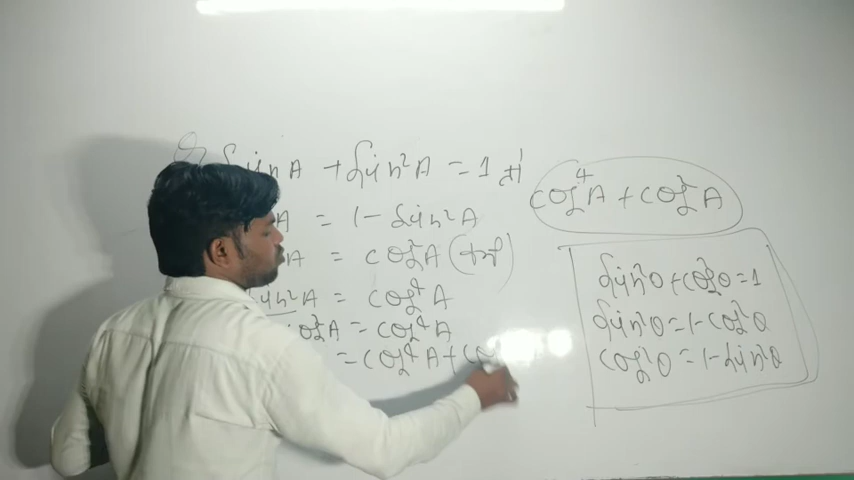 SinA + Sin²A = 1
A = 1 - Sin²A
A = cos²A
Sin²A = cos⁴A
cos²A = cos⁴A
= cos⁴A + co
cos⁴A + cos²A
Sin²θ + cos²θ = 1
Sin²θ = 1 - cos²θ
cos²θ = 1 - Sin²θ